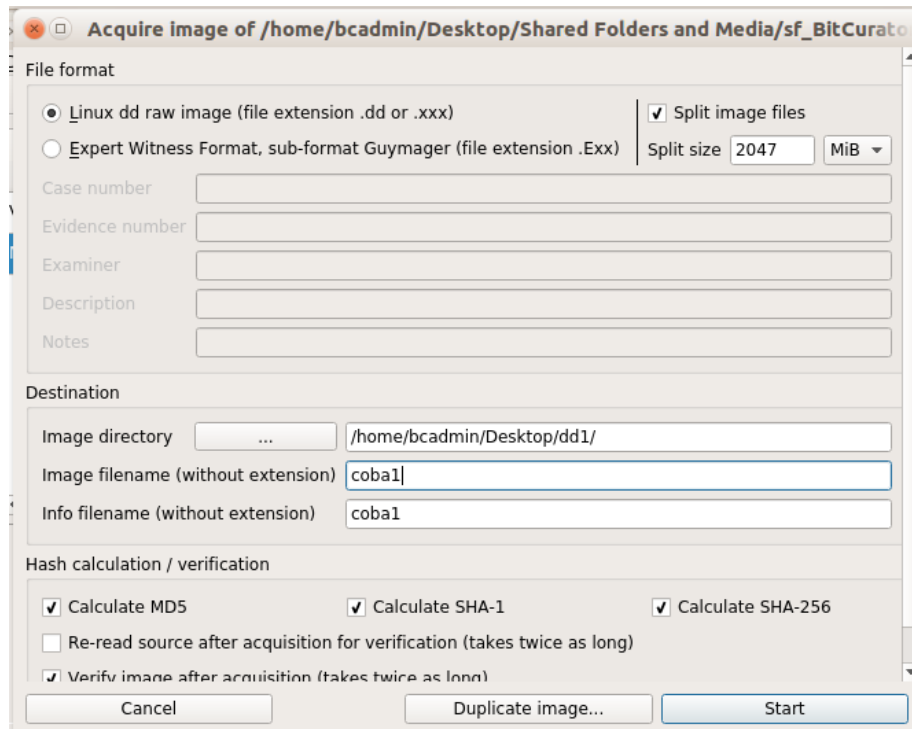 Acquire image of /home/bcadmin/Desktop/Shared Folders and Media/sf_BitCurato
File format
Linux dd raw image (file extension .dd or .xxx)
Split image files
Expert Witness Format, sub-format Guymager (file extension .Exx)
Split size 2047 MiB
Case number
Evidence number
Examiner
Description
Notes
Destination
Image directory ... /home/bcadmin/Desktop/dd1/
Image filename (without extension) coba1
Info filename (without extension) coba1
Hash calculation / verification
Calculate MD5 Calculate SHA-1 Calculate SHA-256
Re-read source after acquisition for verification (takes twice as long)
Verify image after acquisition (takes twice as long)
Cancel Duplicate image... Start